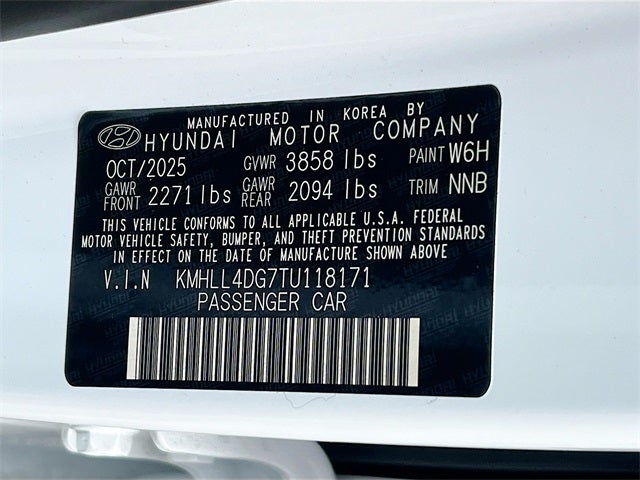 MANUFACTURED IN KOREA BY
HYUNDAI MOTOR COMPANY
OCT/2025 GVWR 3858 lbs PAINT W6H
GAWR FRONT 2271 lbs GAWR REAR 2094 lbs TRIM NNB
THIS VEHICLE CONFORMS TO ALL APPLICABLE U.S.A. FEDERAL
MOTOR VEHICLE SAFETY, BUMPER, AND THEFT PREVENTION STANDARDS
IN EFFECT ON THE DATE OF MANUFACTURE SHOWN ABOVE
V.I.N KMHLL4DG7TU118171
PASSENGER CAR